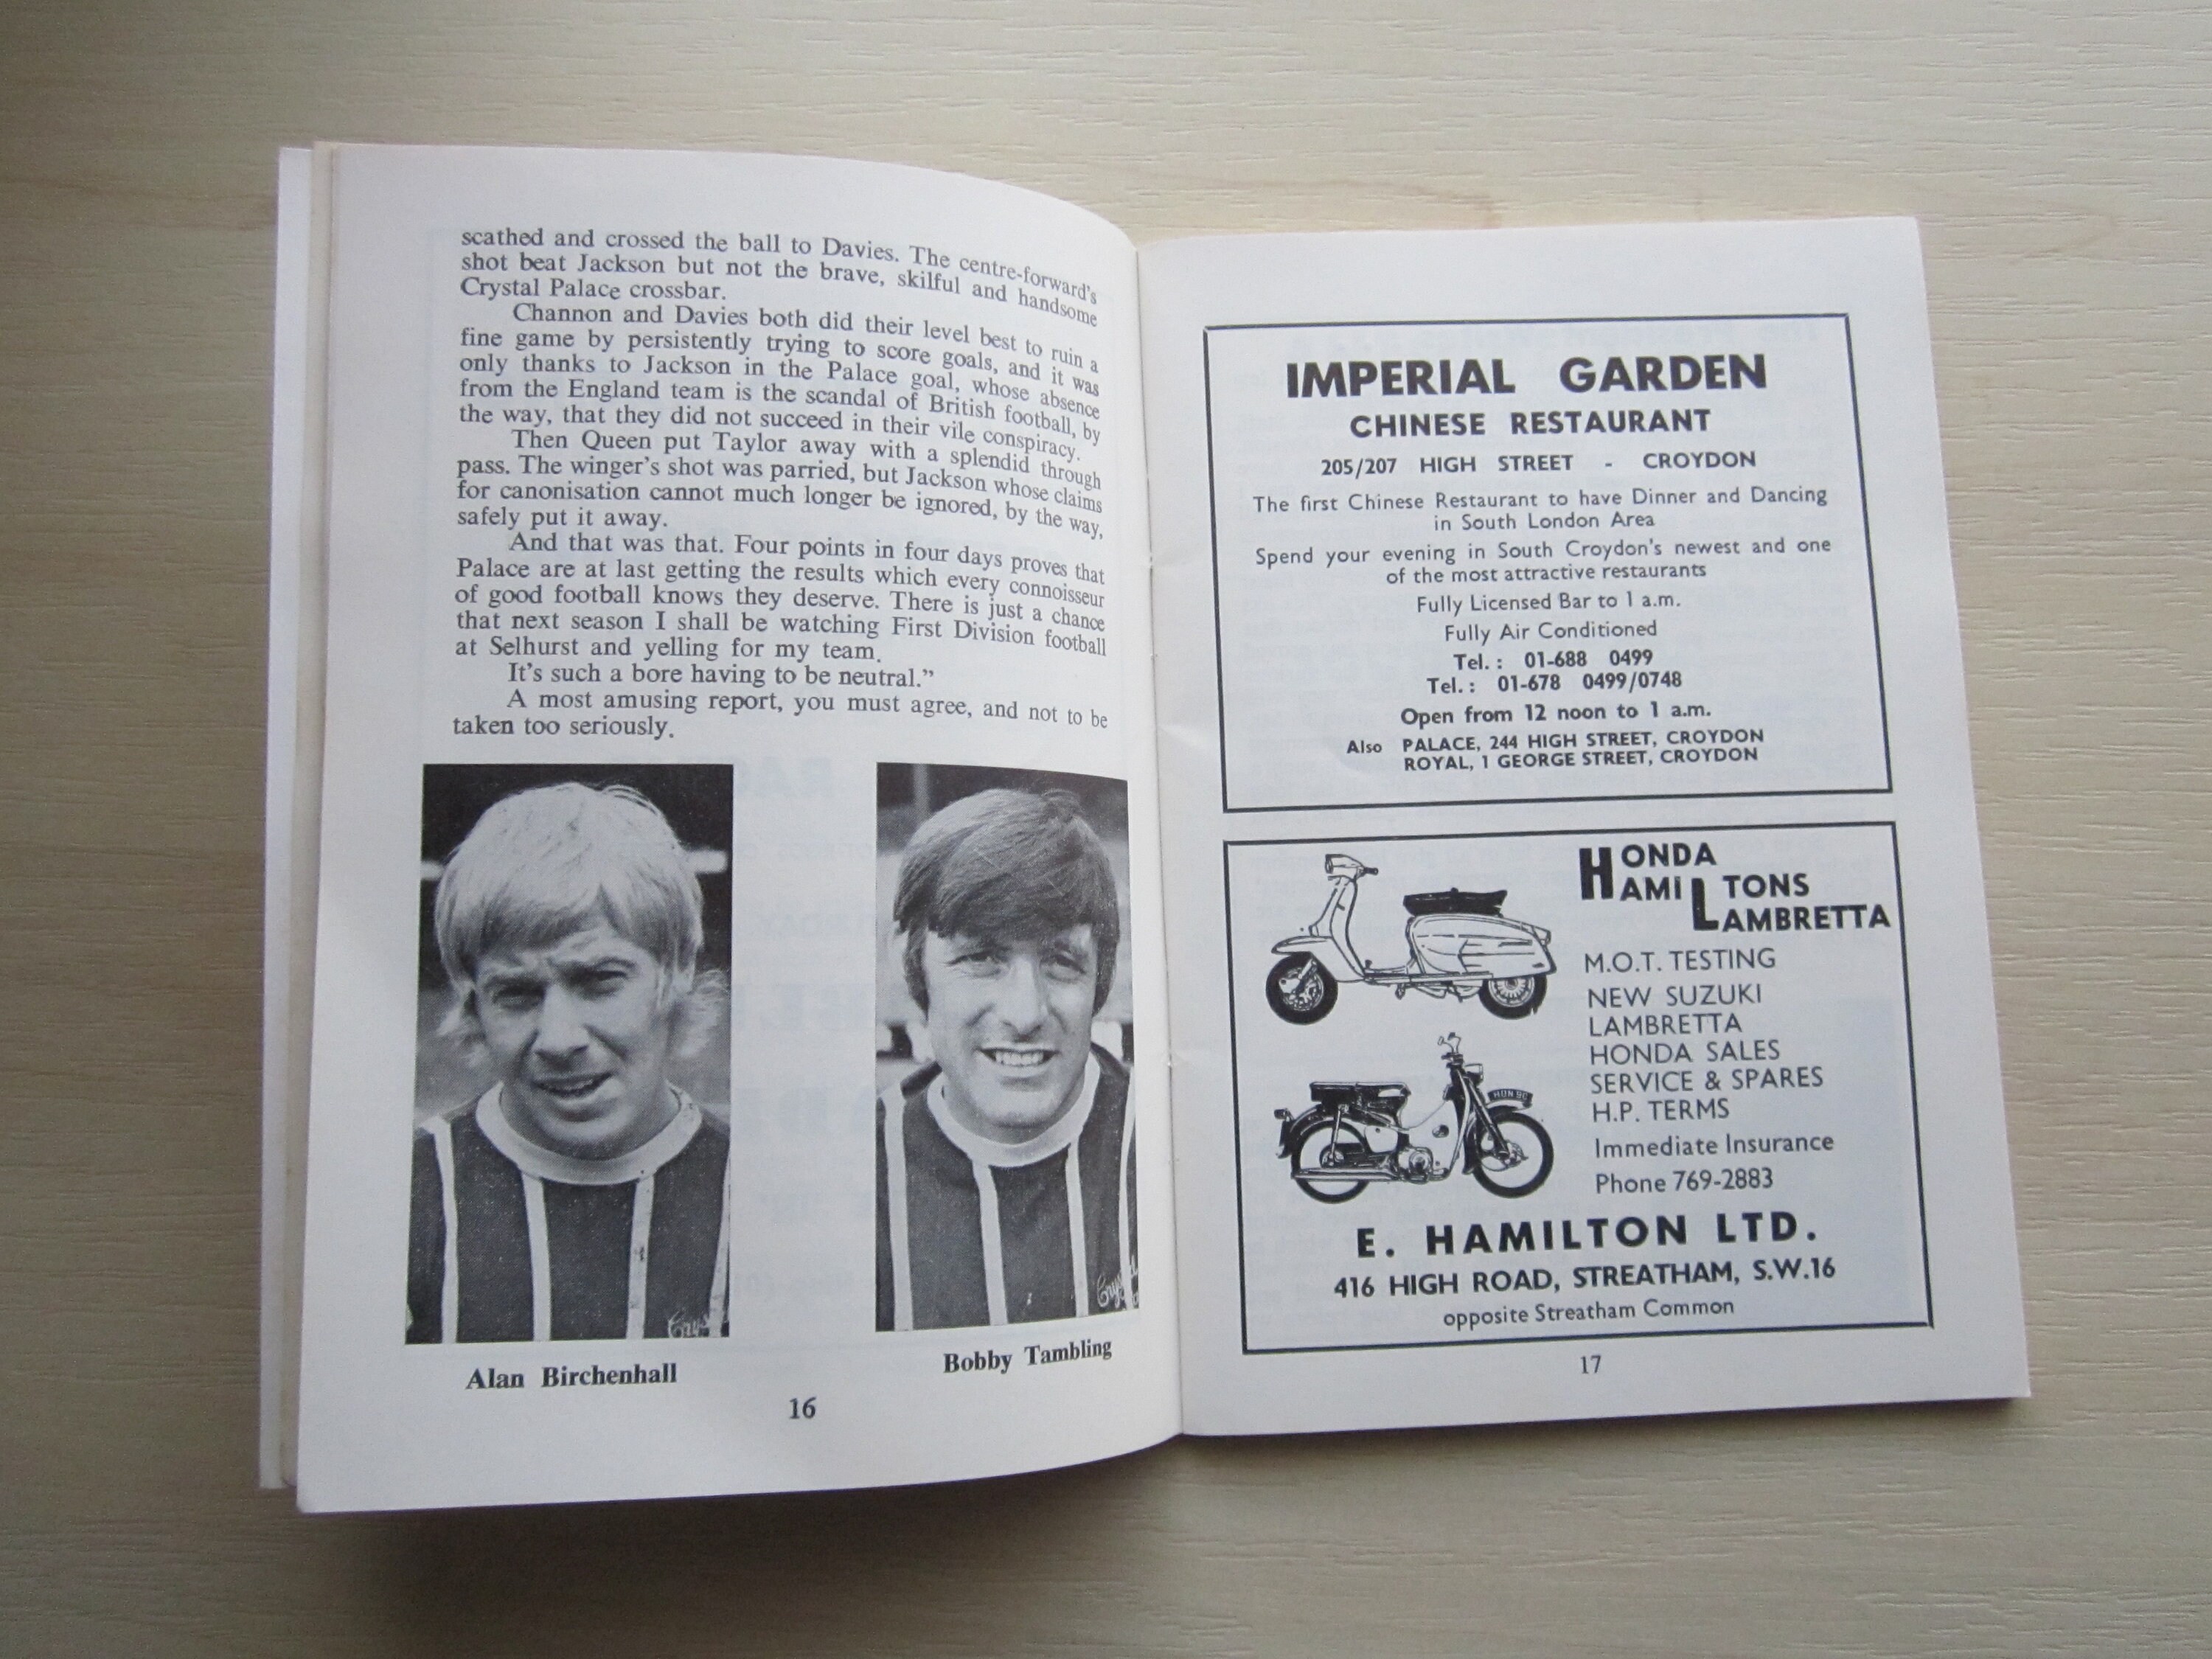 scathed and crossed the ball to Davies. The centre-forward's
shot beat Jackson but not the brave, skilful and handsome
Crystal Palace crossbar.
Channon and Davies both did their level best to ruin a
fine game by persistently trying to score goals, and it was
only thanks to Jackson in the Palace goal, whose absence
from the England team is the scandal of British football, by
the way, that they did not succeed in their vile conspiracy.
Then Queen put Taylor away with a splendid through
pass. The winger's shot was parried, but Jackson whose claims
for canonisation cannot much longer be ignored, by the way,
safely put it away.
And that was that. Four points in four days proves that
Palace are at last getting the results which every connoisseur
of good football knows they deserve. There is just a chance
that next season I shall be watching First Division football
at Selhurst and yelling for my team.
It's such a bore having to be neutral."
A most amusing report, you must agree, and not to be
taken too seriously.
Alan Birchenhall
Bobby Tambling
16
IMPERIAL GARDEN
CHINESE RESTAURANT
205/207 HIGH STREET - CROYDON
The first Chinese Restaurant to have Dinner and Dancing
in South London Area
Spend your evening in South Croydon's newest and one
of the most attractive restaurants
Fully Licensed Bar to 1 a.m.
Fully Air Conditioned
Tel.: 01-688 0499
Tel.: 01-678 0499/0748
Open from 12 noon to 1 a.m.
Also PALACE, 244 HIGH STREET, CROYDON
ROYAL, 1 GEORGE STREET, CROYDON
HONDA
HAMILTONS
LAMBRETTA
M.O.T. TESTING
NEW SUZUKI
LAMBRETTA
HONDA SALES
SERVICE & SPARES
H.P. TERMS
Immediate Insurance
Phone 769-2883
HON 90
E. HAMILTON LTD.
416 HIGH ROAD, STREATHAM, S.W.16
opposite Streatham Common
17